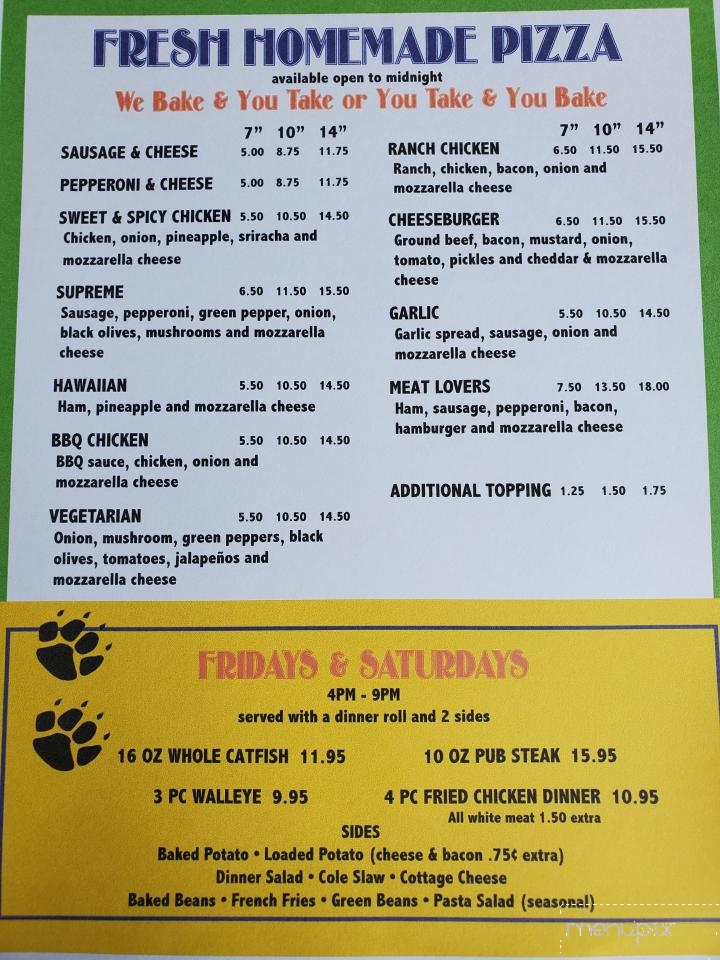 FRESH HOMEMADE PIZZA
available open to midnight
We Bake & You Take or You Take & You Bake
7” 10” 14”
SAUSAGE & CHEESE 5.00 8.75 11.75
PEPPERONI & CHEESE 5.00 8.75 11.75
SWEET & SPICY CHICKEN 5.50 10.50 14.50
Chicken, onion, pineapple, sriracha and
mozzarella cheese
SUPREME 6.50 11.50 15.50
Sausage, pepperoni, green pepper, onion,
black olives, mushrooms and mozzarella
cheese
HAWAIIAN 5.50 10.50 14.50
Ham, pineapple and mozzarella cheese
BBQ CHICKEN 5.50 10.50 14.50
BBQ sauce, chicken, onion and
mozzarella cheese
VEGETARIAN 5.50 10.50 14.50
Onion, mushroom, green peppers, black
olives, tomatoes, jalapeños and
mozzarella cheese
7” 10” 14”
RANCH CHICKEN 6.50 11.50 15.50
Ranch, chicken, bacon, onion and
mozzarella cheese
CHEESEBURGER 6.50 11.50 15.50
Ground beef, bacon, mustard, onion,
tomato, pickles and cheddar & mozzarella
cheese
GARLIC 5.50 10.50 14.50
Garlic spread, sausage, onion and
mozzarella cheese
MEAT LOVERS 7.50 13.50 18.00
Ham, sausage, pepperoni, bacon,
hamburger and mozzarella cheese
ADDITIONAL TOPPING 1.25 1.50 1.75
FRIDAYS & SATURDAYS
4PM - 9PM
served with a dinner roll and 2 sides
16 OZ WHOLE CATFISH 11.95 10 OZ PUB STEAK 15.95
3 PC WALLEYE 9.95 4 PC FRIED CHICKEN DINNER 10.95
All white meat 1.50 extra
SIDES
Baked Potato • Loaded Potato (cheese & bacon .75¢ extra)
Dinner Salad • Cole Slaw • Cottage Cheese
Baked Beans • French Fries • Green Beans • Pasta Salad (seasonal)
menupix